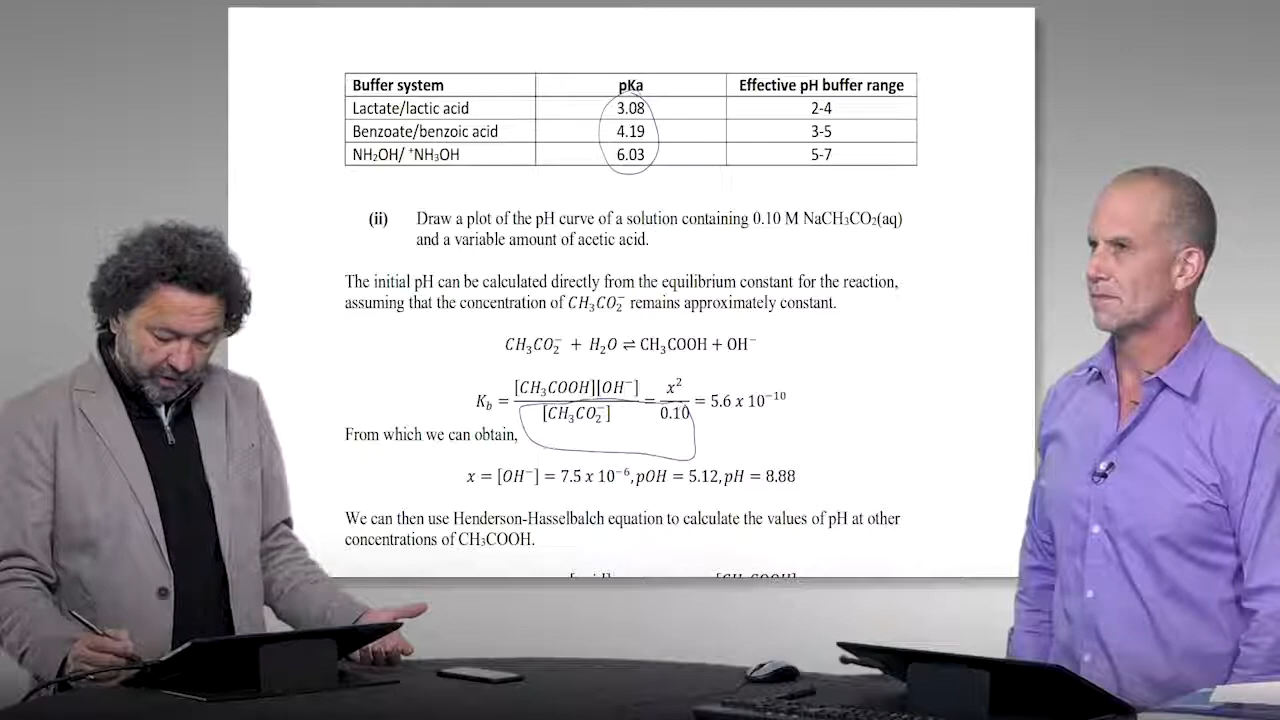 Buffer system pKa Effective pH buffer range
Lactate/lactic acid 3.08 2-4
Benzoate/benzoic acid 4.19 3-5
NH₂OH/ ⁺NH₃OH 6.03 5-7
(ii) Draw a plot of the pH curve of a solution containing 0.10 M NaCH₃CO₂(aq)
and a variable amount of acetic acid.
The initial pH can be calculated directly from the equilibrium constant for the reaction,
assuming that the concentration of CH₃CO₂⁻ remains approximately constant.
CH₃CO₂⁻ + H₂O ⇌ CH₃COOH + OH⁻
K_b = [CH₃COOH][OH⁻] / [CH₃CO₂⁻] = x² / 0.10 = 5.6 x 10⁻¹⁰
From which we can obtain,
x = [OH⁻] = 7.5 x 10⁻⁶, pOH = 5.12, pH = 8.88
We can then use Henderson-Hasselbalch equation to calculate the values of pH at other
concentrations of CH₃COOH.